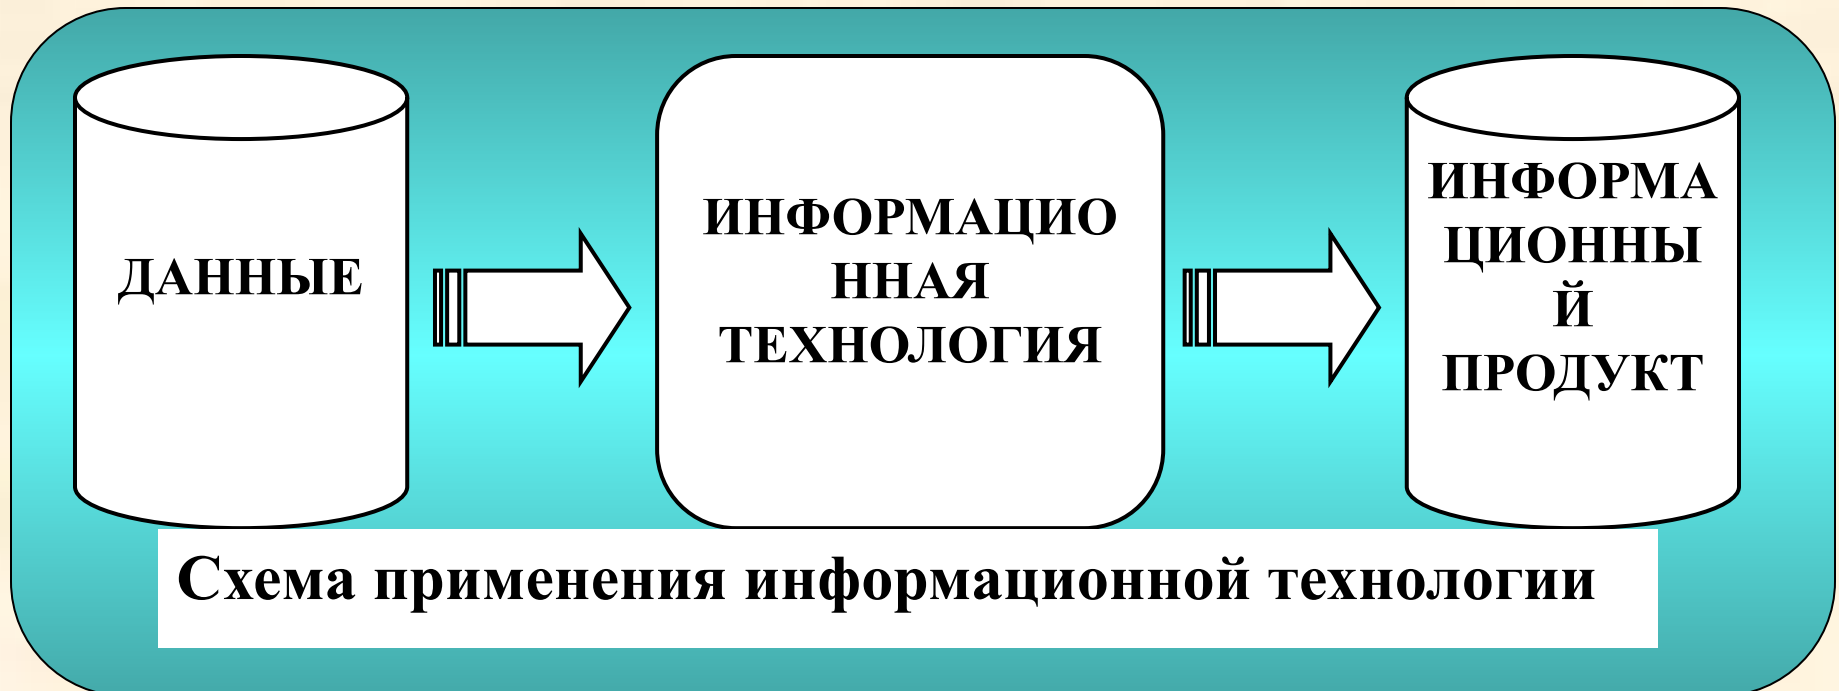 ДАННЫЕ
ИНФОРМАЦИО
ННАЯ
ТЕХНОЛОГИЯ
ИНФОРМА
ЦИОННЫ
Й
ПРОДУКТ
Схема применения информационной технологии